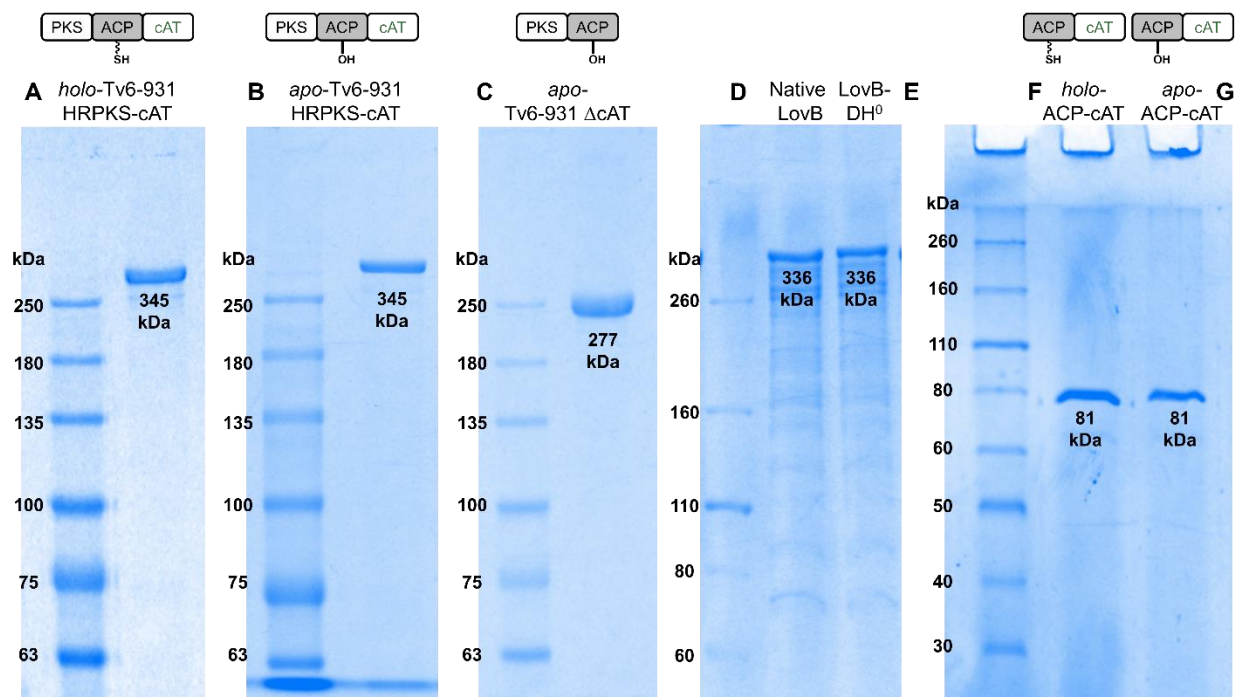 PKS ACP cAT
SH
A holo-Tv6-931
HRPKS-cAT
kDa
345
kDa
250
180
135
100
75
63
PKS ACP cAT
OH
B apo-Tv6-931
HRPKS-cAT
kDa
345
kDa
250
180
135
100
75
63
PKS ACP
OH
C apo-
Tv6-931 ΔcAT
kDa
250
277
kDa
180
135
100
75
63
D Native LovB- E
LovB DH⁰
kDa
336 336
kDa kDa
260
160
110
80
60
ACP cAT ACP cAT
SH OH
F holo- apo- G
ACP-cAT ACP-cAT
kDa
260
160
110
80
81 81
kDa kDa
60
50
40
30